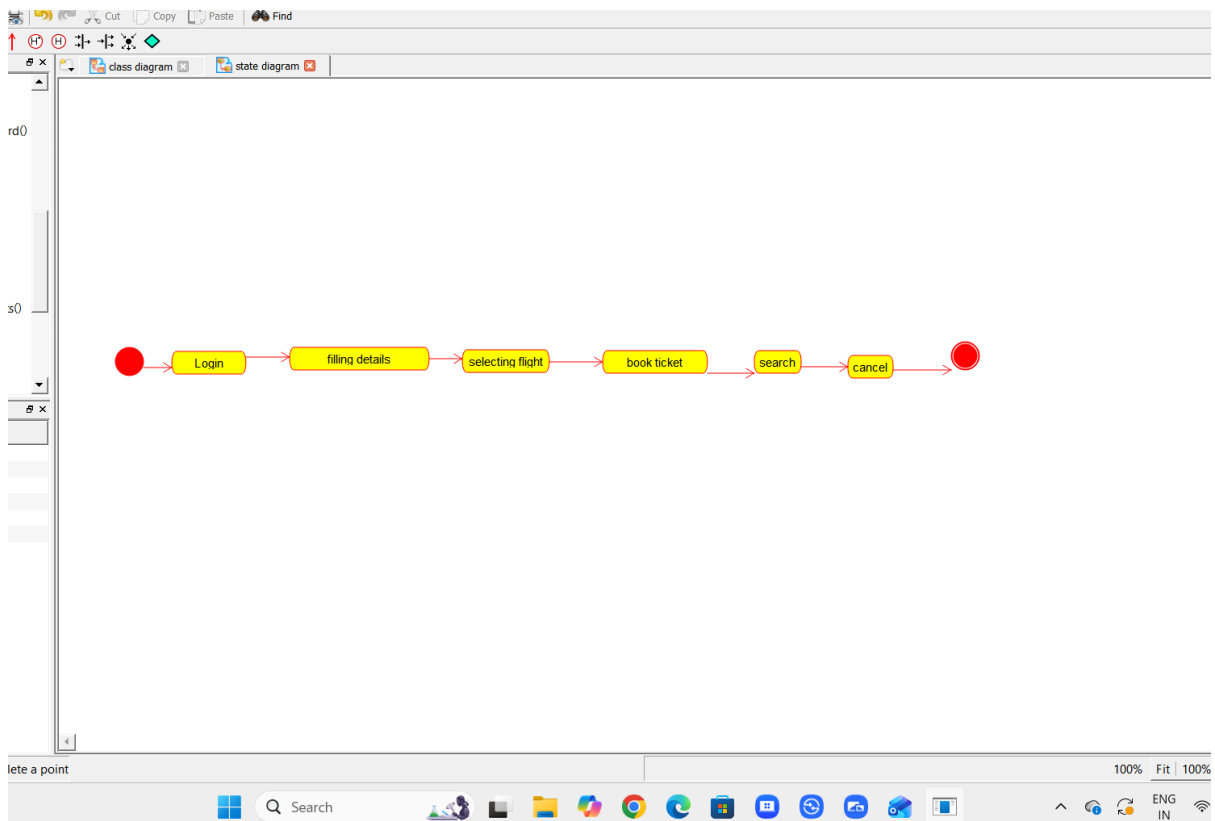 Cut Copy Paste Find
H* H
class diagram state diagram
rd()
s()
Login filling details selecting flight book ticket search cancel
lete a point
100% Fit 100%
Search
ENG
IN